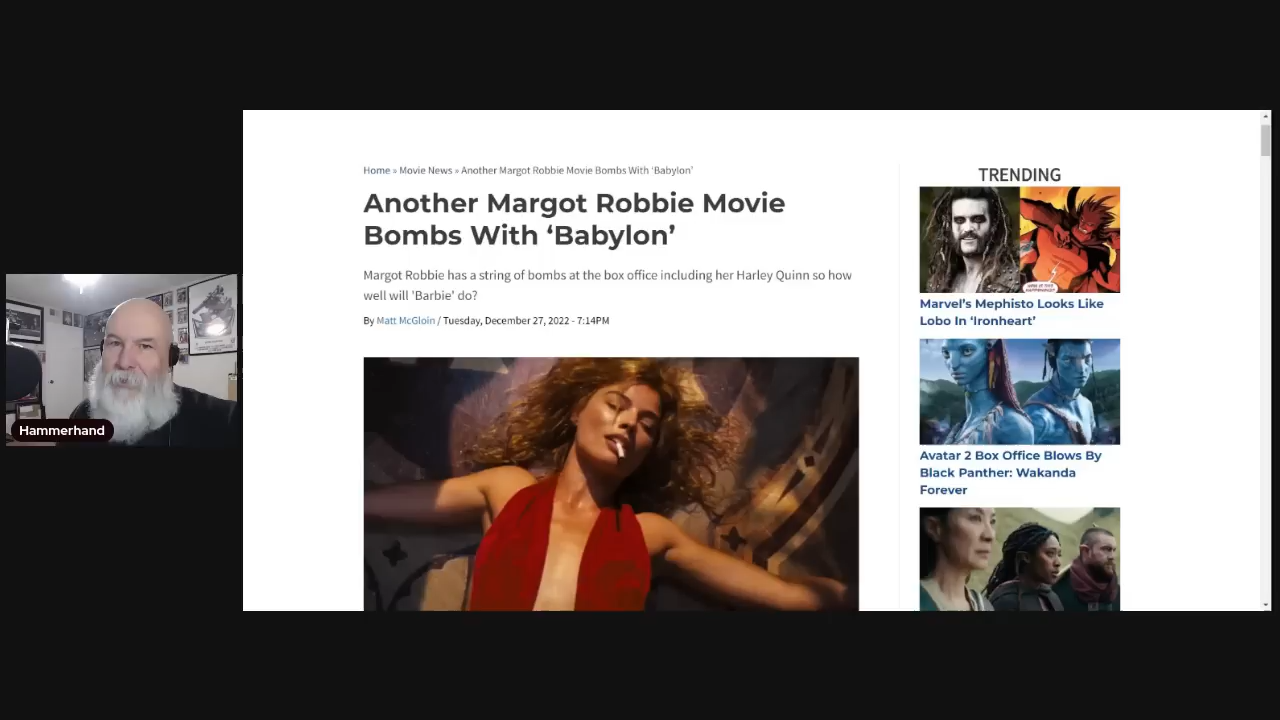 Home » Movie News » Another Margot Robbie Movie Bombs With ‘Babylon’
Another Margot Robbie Movie
Bombs With ‘Babylon’
Margot Robbie has a string of bombs at the box office including her Harley Quinn so how
well will 'Barbie' do?
By Matt McGloin / Tuesday, December 27, 2022 - 7:14PM
TRENDING
Marvel’s Mephisto Looks Like
Lobo In ‘Ironheart’
Avatar 2 Box Office Blows By
Black Panther: Wakanda
Forever
Hammerhand